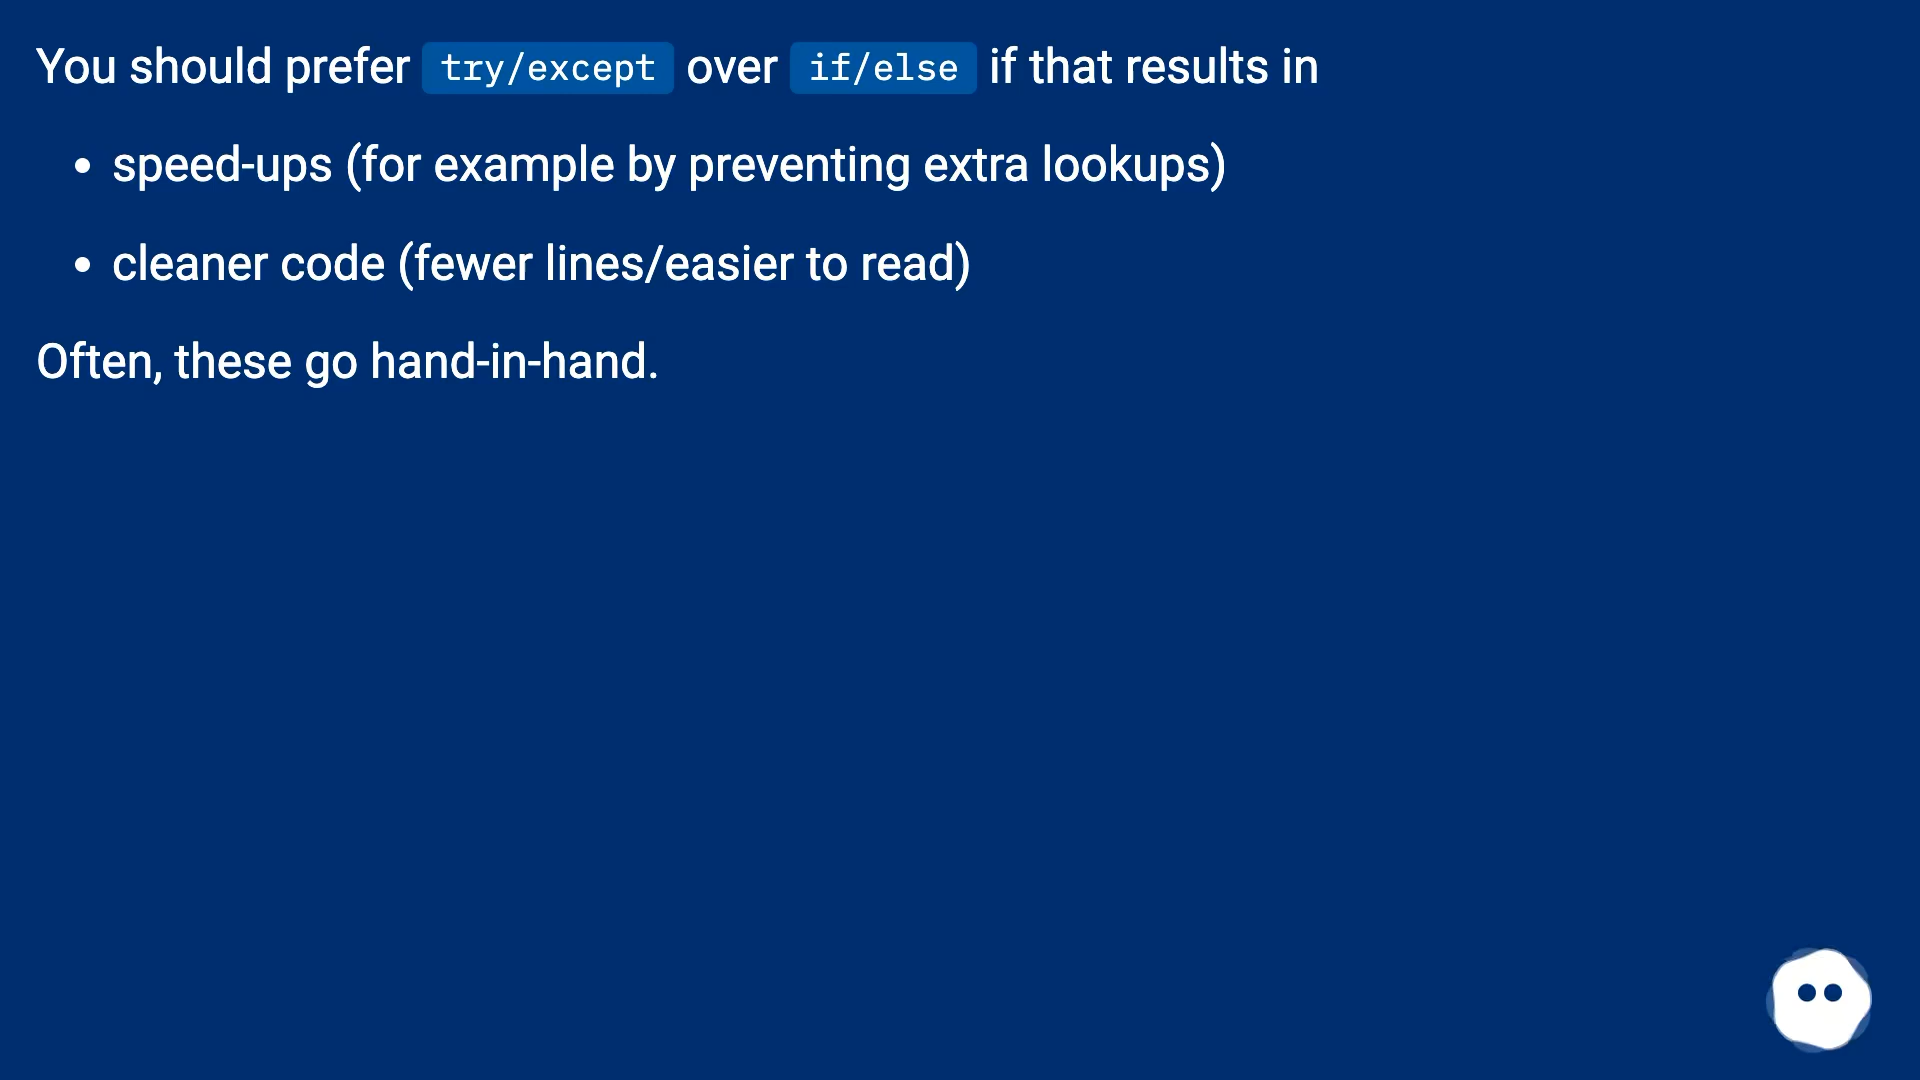 You should prefer try/except over if/else if that results in
• speed-ups (for example by preventing extra lookups)
• cleaner code (fewer lines/easier to read)
Often, these go hand-in-hand.